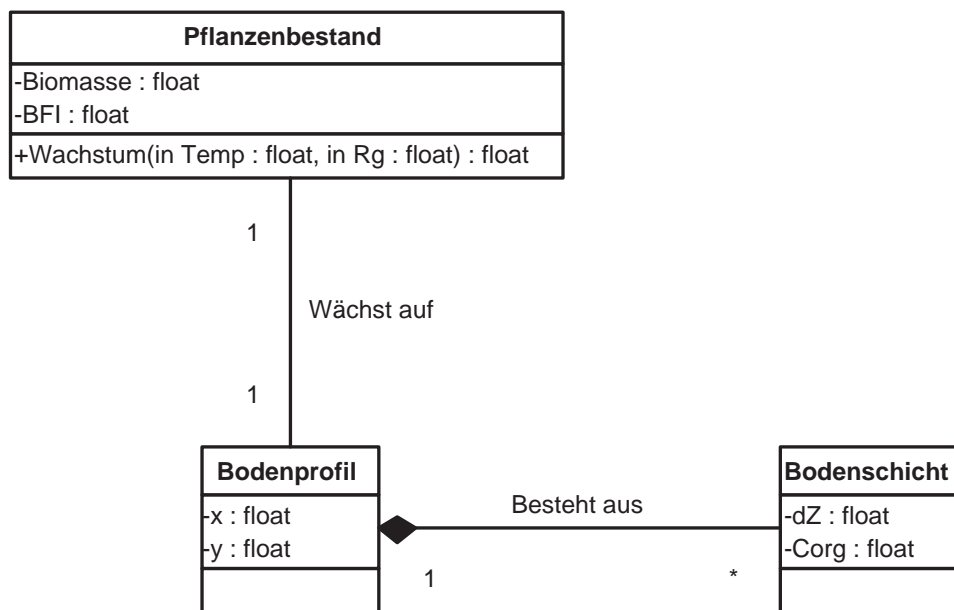 Pflanzenbestand
-Biomasse : float
-BFI : float
+Wachstum(in Temp : float, in Rg : float) : float
1
Wächst auf
1
Bodenprofil
-x : float
-y : float
Besteht aus
1
*
Bodenschicht
-dZ : float
-Corg : float